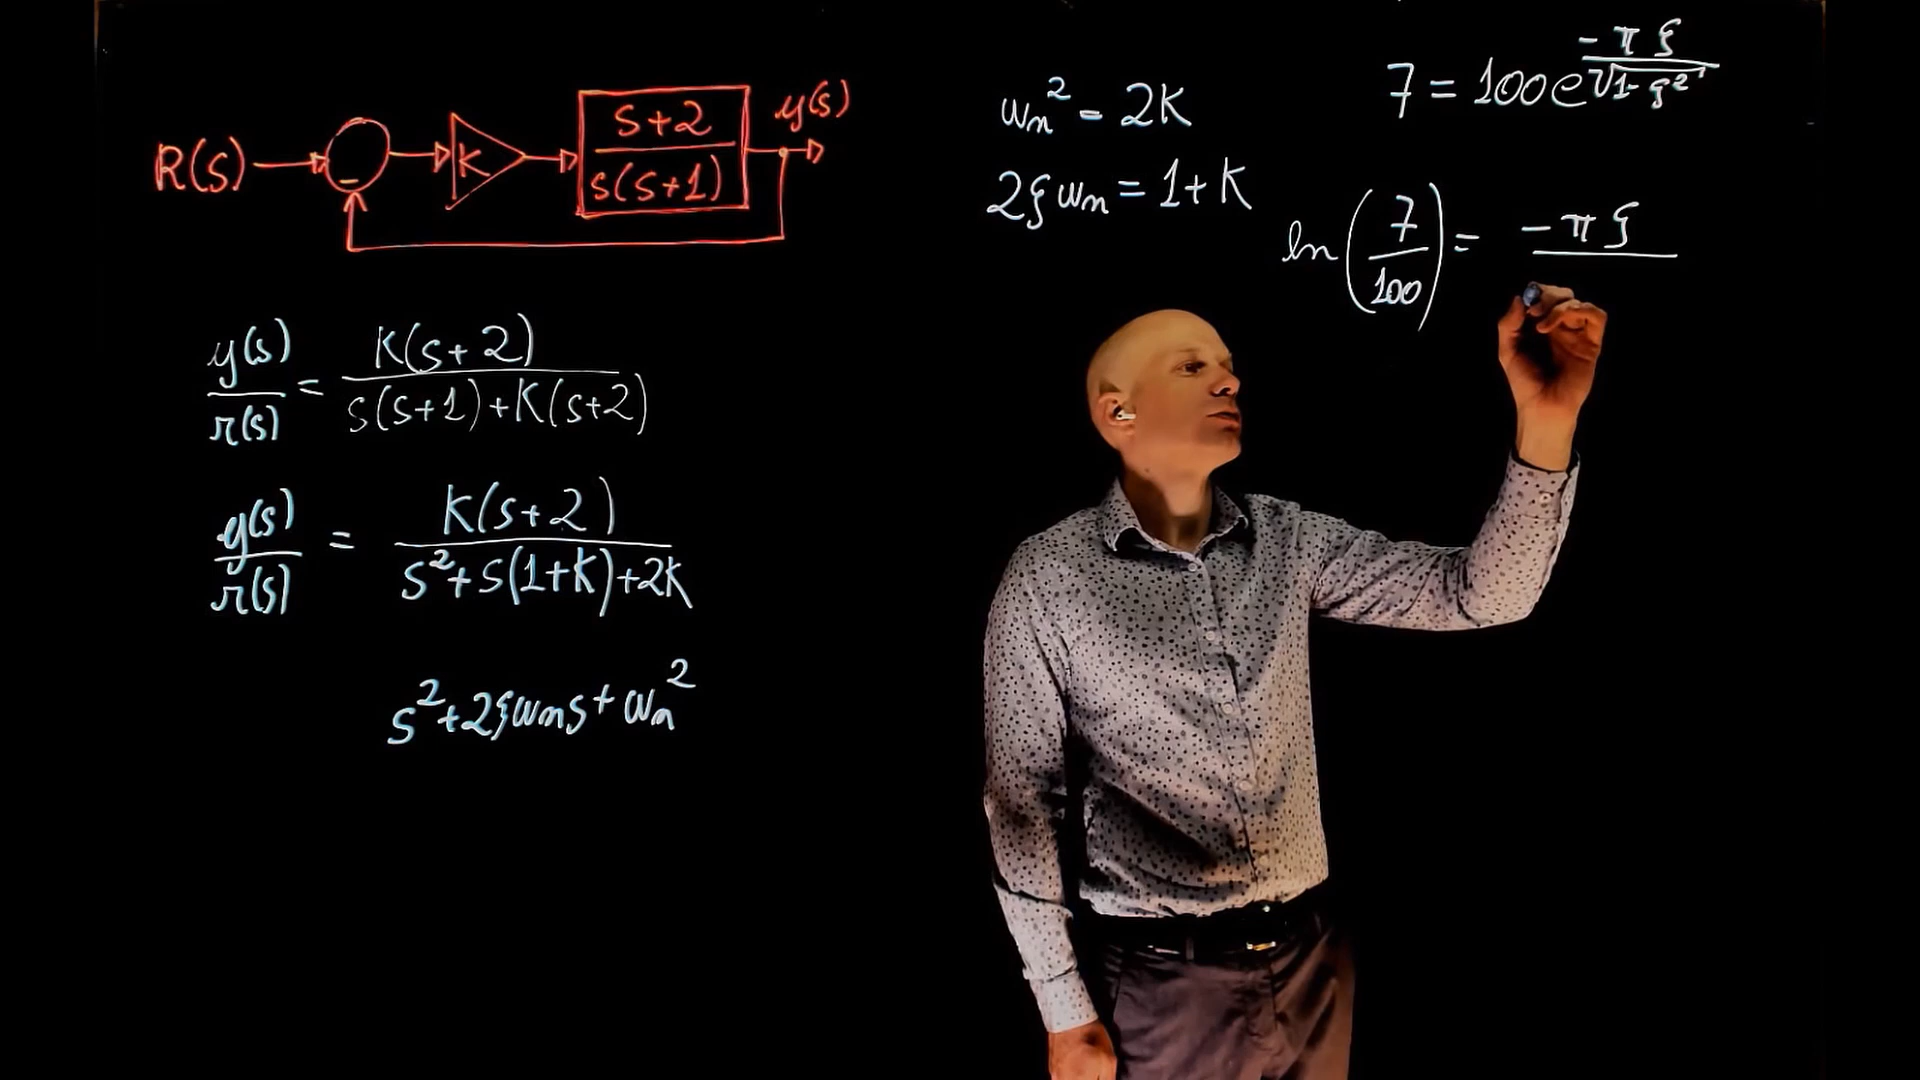 R(s) - K s+2 / s(s+1) y(s)
y(s)/r(s) = K(s+2) / s(s+1)+K(s+2)
y(s)/r(s) = K(s+2) / s²+s(1+K)+2K
s²+2ξωns+ωn²
ωn² = 2K
2ξωn = 1+K
7 = 100e^(-πξ/√1-ξ²)
ln(7/100) = -πξ